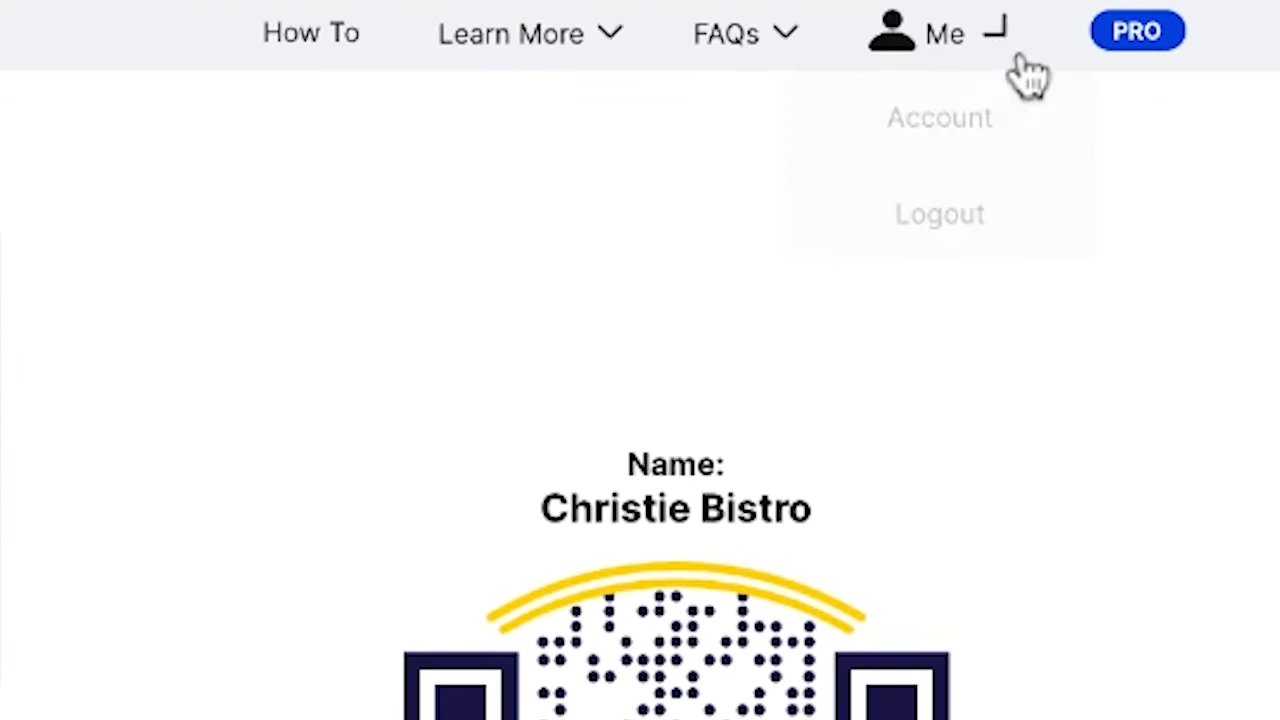 How To
Learn More
FAQs
Me
PRO
Account
Logout
Name:
Christie Bistro